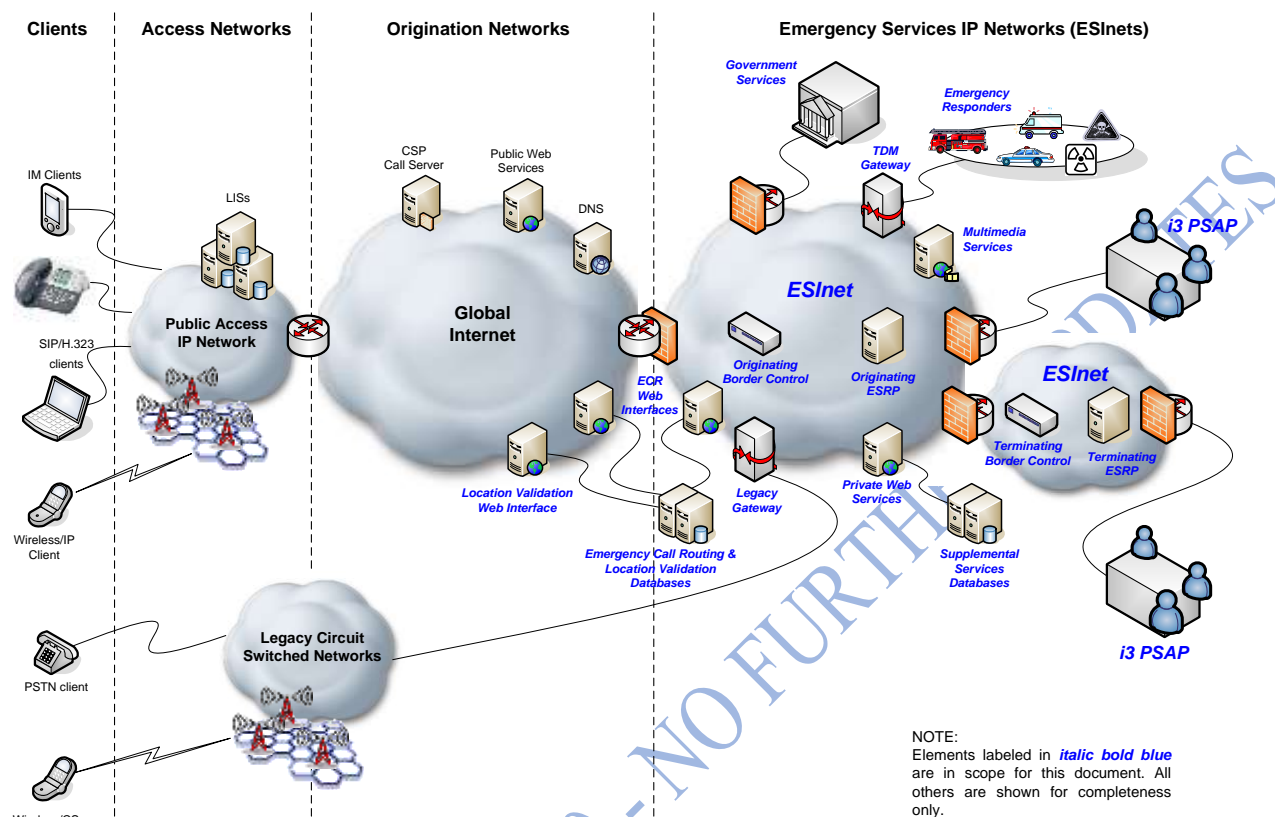 Clients
Access Networks
Origination Networks
Emergency Services IP Networks (ESInets)
Government
Services
Emergency
Responders
CSP
Call Server
Public Web
Services
TDM
Gateway
IM Clients
LISs
DNS
Multimedia
Services
i3 PSAP
ESInet
Public Access
IP Network
Global
Internet
SIP/H.323
clients
Originating
Border Control
Originating
ESRP
ESInet
ECR
Web
Interfaces
Terminating
Border Control
Terminating
ESRP
Location Validation
Web Interface
Legacy
Gateway
Private Web
Services
Wireless/IP
Client
Emergency Call Routing &
Location Validation
Databases
Supplemental
Services
Databases
Legacy Circuit
Switched Networks
PSTN client
i3 PSAP
NOTE:
Elements labeled in italic bold blue
are in scope for this document. All
others are shown for completeness
only.
- NO FURTH